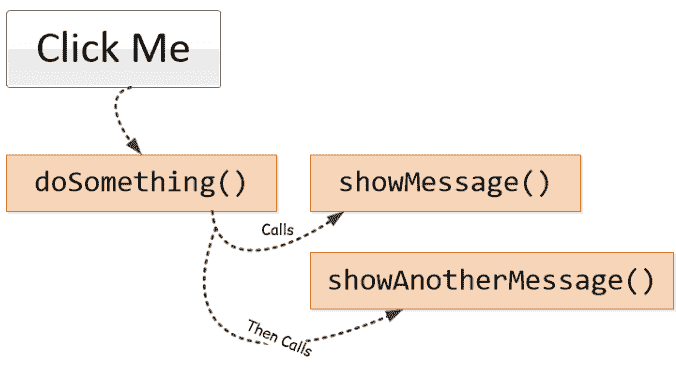 Click Me
doSomething()
showMessage()
Calls
showAnotherMessage()
Then Calls